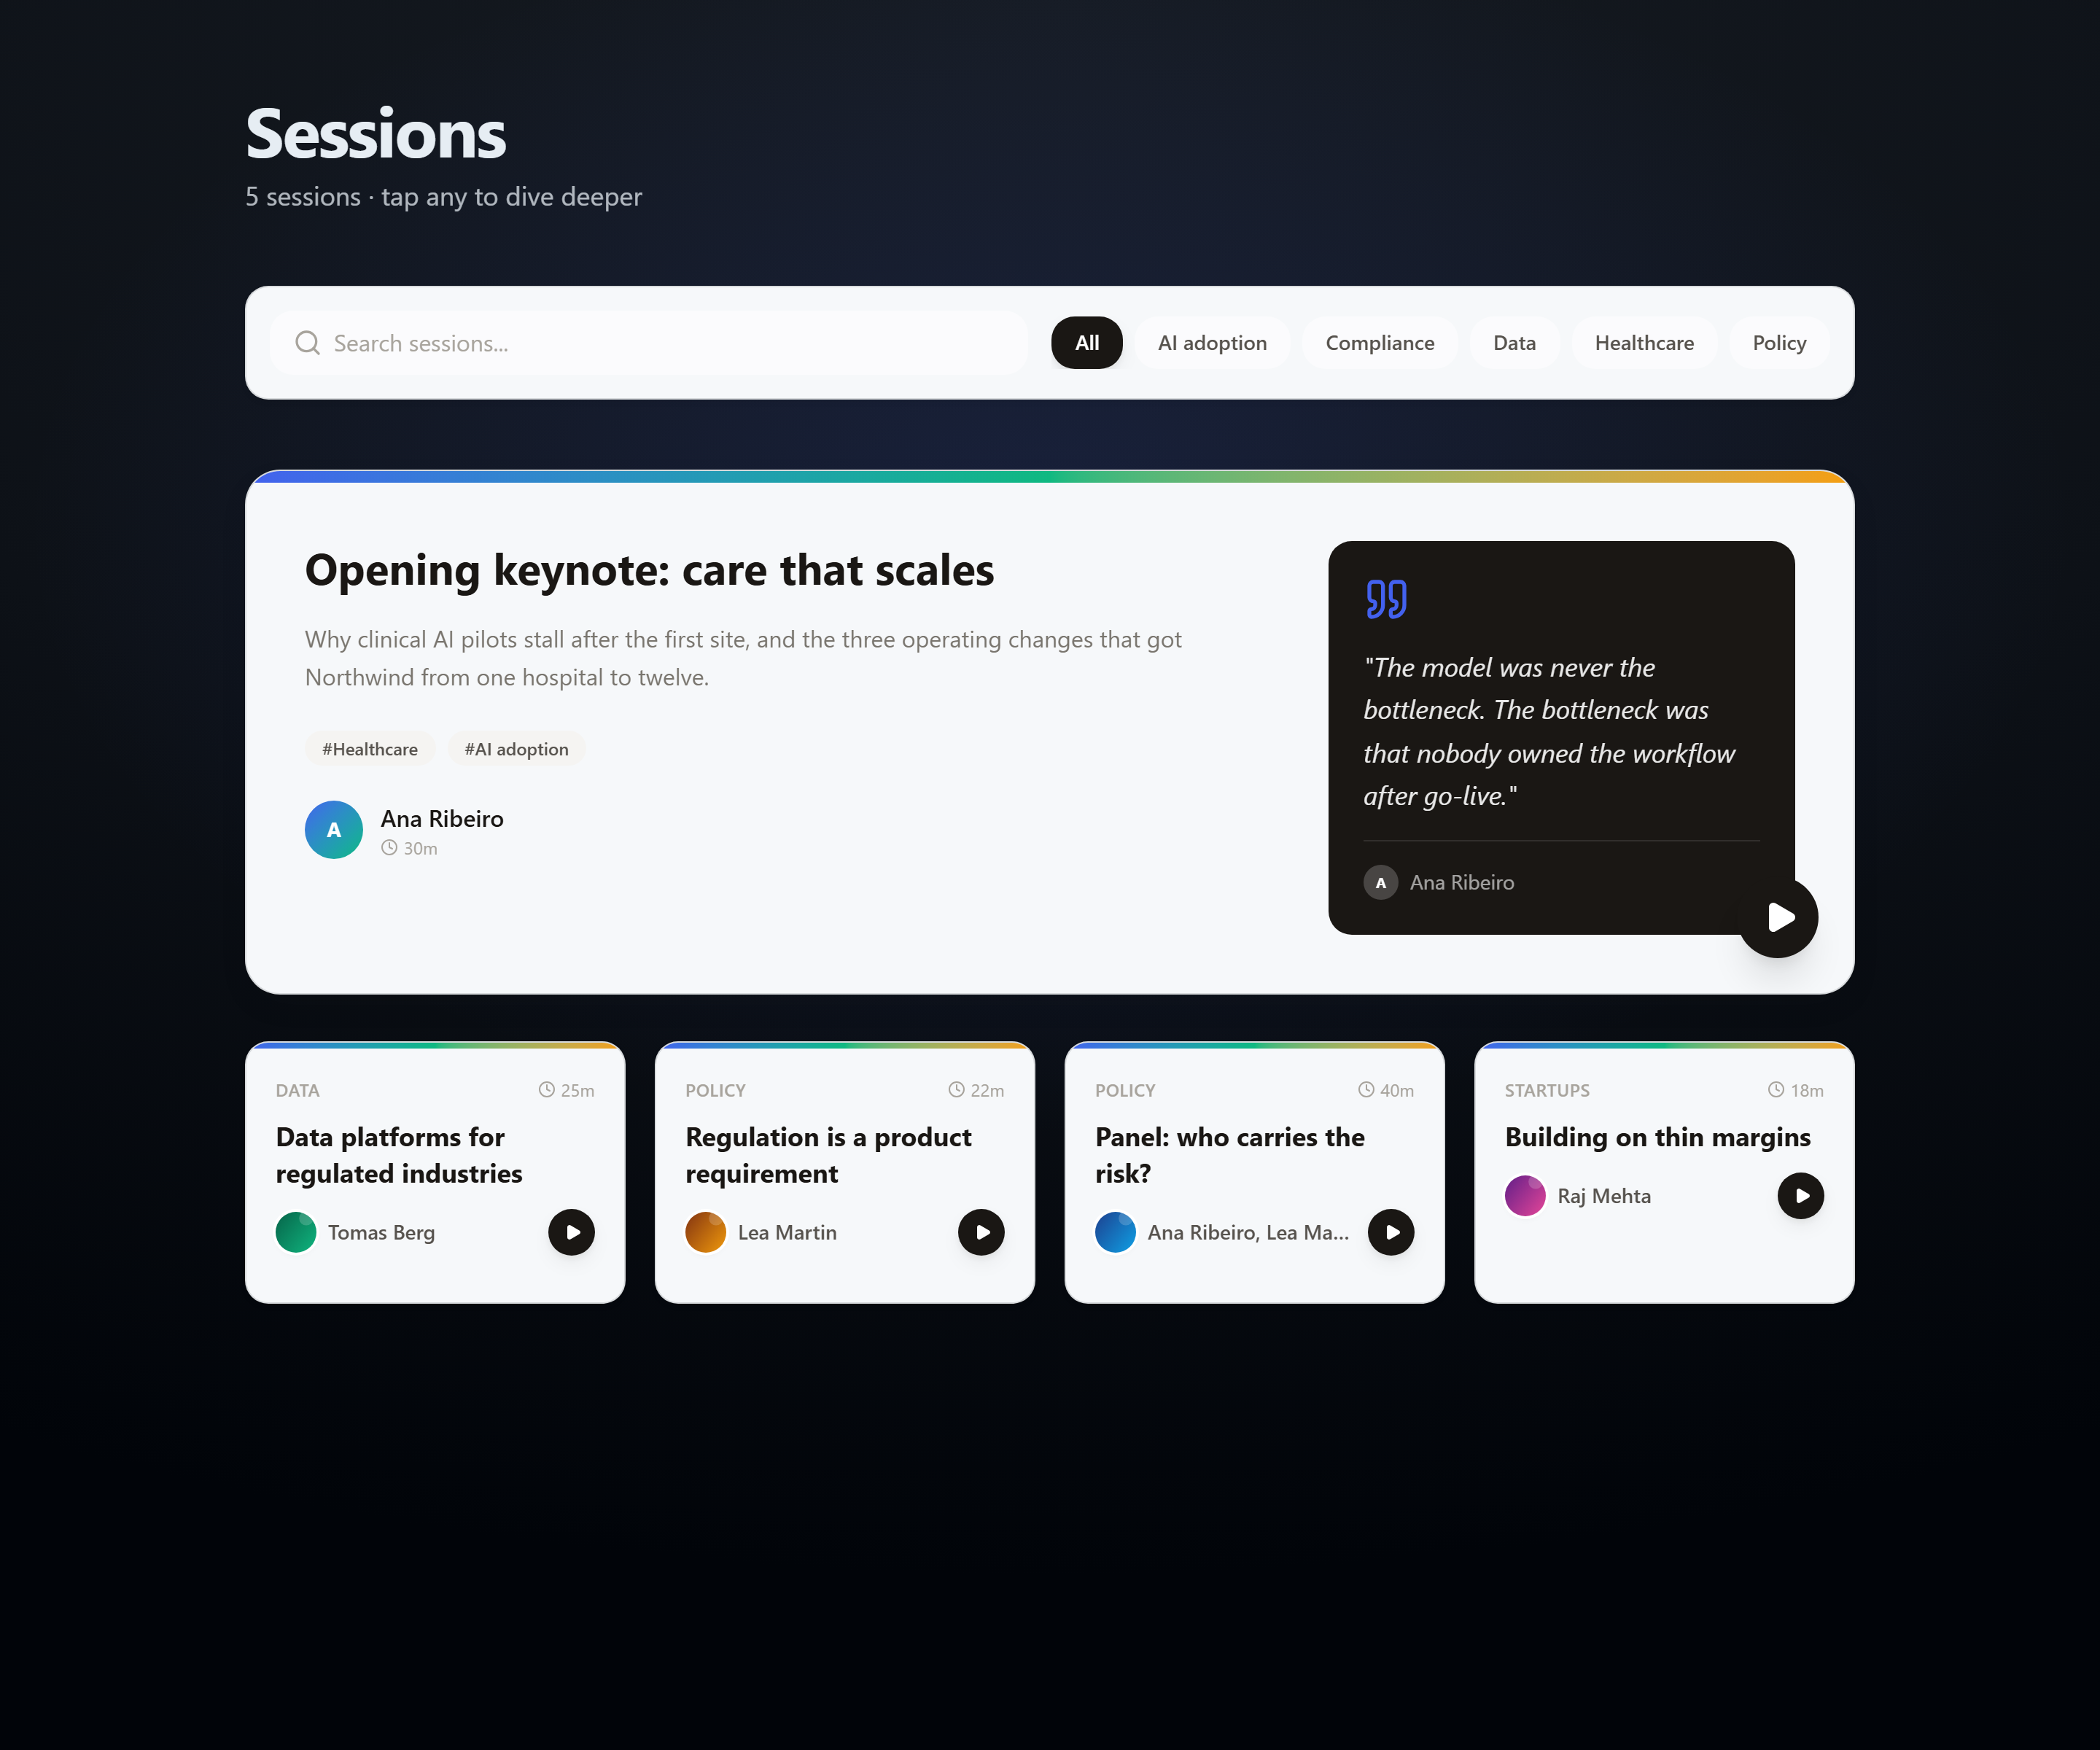 Sessions
5 sessions · tap any to dive deeper
Search sessions...
All
AI adoption
Compliance
Data
Healthcare
Policy
Opening keynote: care that scales
Why clinical AI pilots stall after the first site, and the three operating changes that got
Northwind from one hospital to twelve.
#Healthcare
#AI adoption
A
Ana Ribeiro
30m
"The model was never the
bottleneck. The bottleneck was
that nobody owned the workflow
after go-live."
A
Ana Ribeiro
DATA
25m
Data platforms for
regulated industries
Tomas Berg
POLICY
22m
Regulation is a product
requirement
Lea Martin
POLICY
40m
Panel: who carries the
risk?
Ana Ribeiro, Lea Ma...
STARTUPS
18m
Building on thin margins
Raj Mehta